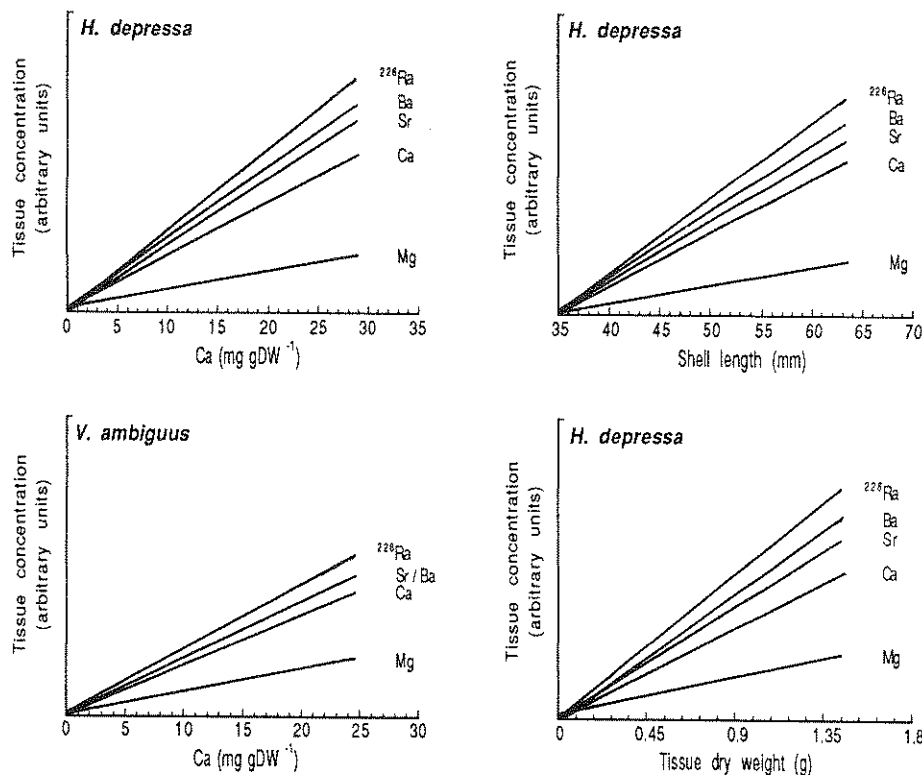 H. depressa
Tissue concentration
(arbitrary units)
²²⁶Ra
Ba
Sr
Ca
Mg
0 5 10 15 20 25 30 35
Ca (mg gDW ⁻¹)
H. depressa
Tissue concentration
(arbitrary units)
²²⁶Ra
Ba
Sr
Ca
Mg
35 40 45 50 55 60 65 70
Shell length (mm)
V. ambiguus
Tissue concentration
(arbitrary units)
²²⁶Ra
Sr / Ba
Ca
Mg
0 5 10 15 20 25 30
Ca (mg gDW ⁻¹)
H. depressa
Tissue concentration
(arbitrary units)
²²⁶Ra
Ba
Sr
Ca
Mg
0 0.45 0.9 1.35 1.8
Tissue dry weight (g)